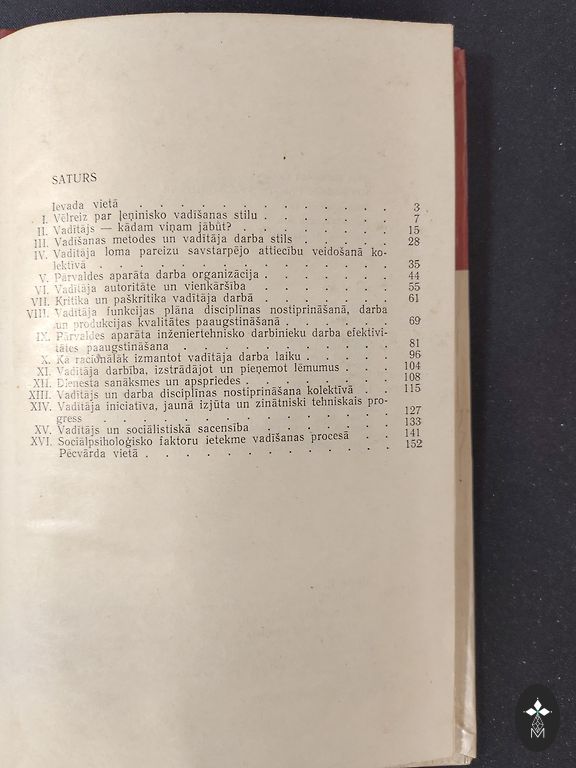 SATURS
Ievada vietā . . . . . . . . . . . . . 3
I. Vēlreiz par ļeņinisko vadīšanas stilu . . . . . . 7
II. Vadītājs — kādam viņam jābūt? . . . . . . . 15
III. Vadīšanas metodes un vadītāja darba stils . . . . . 28
IV. Vadītāja loma pareizu savstarpējo attiecību veidošanā ko-
lektīvā . . . . . . . . . . . . . . 35
V. Pārvaldes aparāta darba organizācija . . . . . . 44
VI. Vadītāja autoritāte un vienkāršība . . . . . . 55
VII. Kritika un paškritika vadītāja darbā . . . . . . 61
VIII. Vadītāja funkcijas plāna disciplīnas nostiprināšanā, darba
un produkcijas kvalitātes paaugstināšanā . . . . . 69
IX. Pārvaldes aparāta inženiertehnisko darbinieku darba efektivi-
tātes paaugstināšana . . . . . . . . . . 81
X. Kā racionālāk izmantot vadītāja darba laiku . . . . 96
XI. Vadītāja darbība, izstrādājot un pieņemot lēmumus . . 104
XII. Dienesta sanāksmes un apspriedes . . . . . . . 108
XIII. Vadītājs un darba disciplīnas nostiprināšana kolektīvā . . 115
XIV. Vadītāja iniciatīva, jaunā izjūta un zinātniski tehniskais pro-
gress . . . . . . . . . . . . . . 127
XV. Vadītājs un sociālistiskā sacensība . . . . . . 133
XVI. Sociālpsiholoģisko faktoru ietekme vadīšanas procesā . . 141
Pēcvārda vietā . . . . . . . . . . . . 152
M